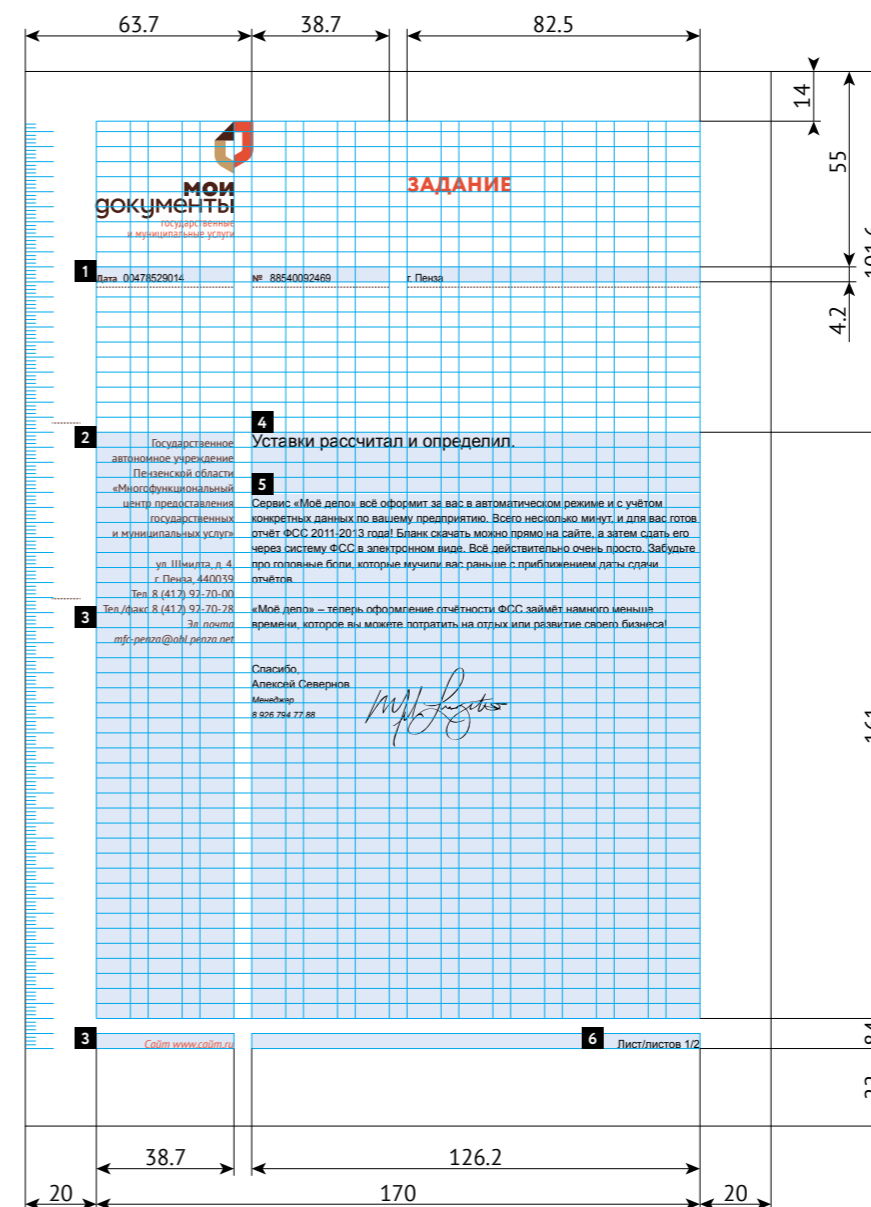 63.7 38.7 82.5
14
55
4.2
мои
документы
государственные
и муниципальные услуги
ЗАДАНИЕ
1 Дата 00478529014 № 88540092469 г. Пенза
2
Государственное
автономное учреждение
Пензенской области
«Многофункциональный
центр предоставления
государственных
и муниципальных услуг»
ул. Шмидта, д. 4,
г. Пенза, 440039
Тел. 8 (412) 92-70-00
Тел./факс 8 (412) 92-70-28
3
Эл. почта
mfc-penza@obl.penza.net
4
Уставки рассчитал и определил.
5
Сервис «Моё дело» всё оформит за вас в автоматическом режиме и с учётом
конкретных данных по вашему предприятию. Всего несколько минут, и для вас готов
отчёт ФСС 2011-2013 года! Бланк скачать можно прямо на сайте, а затем сдать его
через систему ФСС в электронном виде. Всё действительно очень просто. Забудьте
про головные боли, которые мучили вас раньше с приближением даты сдачи
отчётов.
«Моё дело» – теперь оформление отчётности ФСС займёт намного меньше
времени, которое вы можете потратить на отдых или развитие своего бизнеса!
Спасибо,
Алексей Севернов
Менеджер
8 926 794 77 88
3 Сайт www.сайт.ru
6 Лист/листов 1/2
38.7 126.2
20 170 20